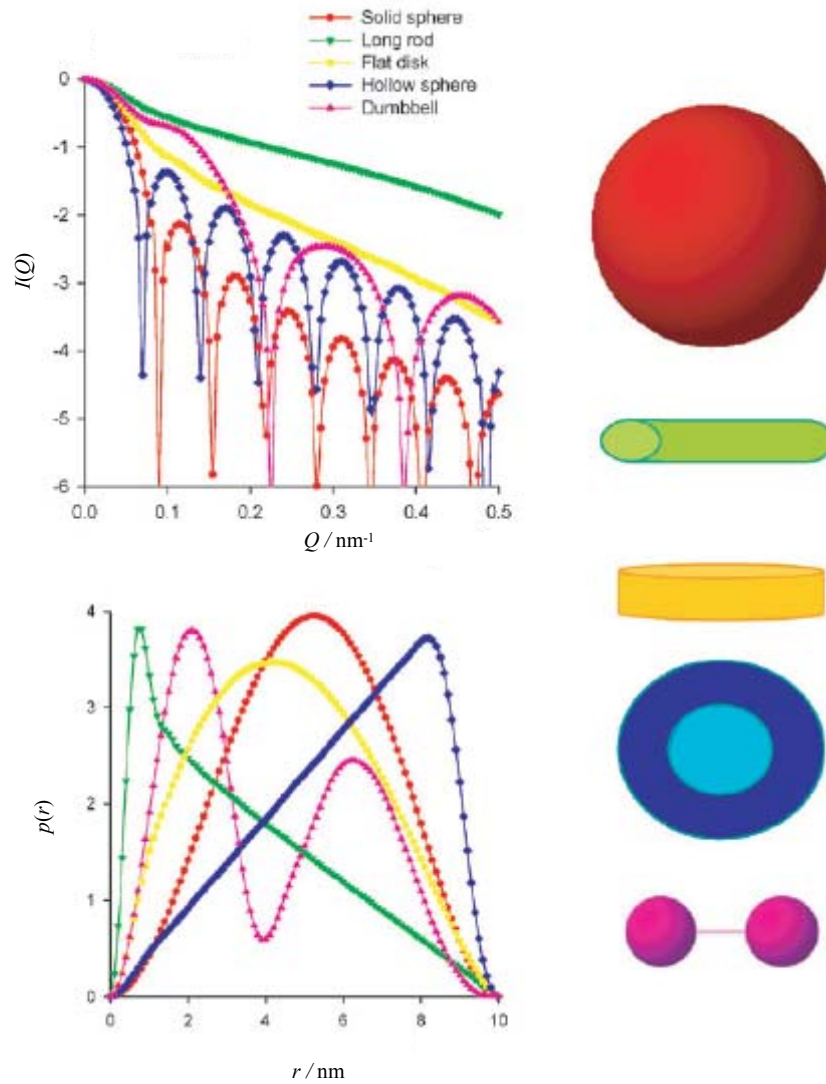 Solid sphere
Long rod
Flat disk
Hollow sphere
Dumbbell
0
-1
-2
-3
-4
-5
-6
I(Q)
0.0 0.1 0.2 0.3 0.4 0.5
Q / nm⁻¹
4
3
2
1
0
p(r)
0 2 4 6 8 10
r / nm